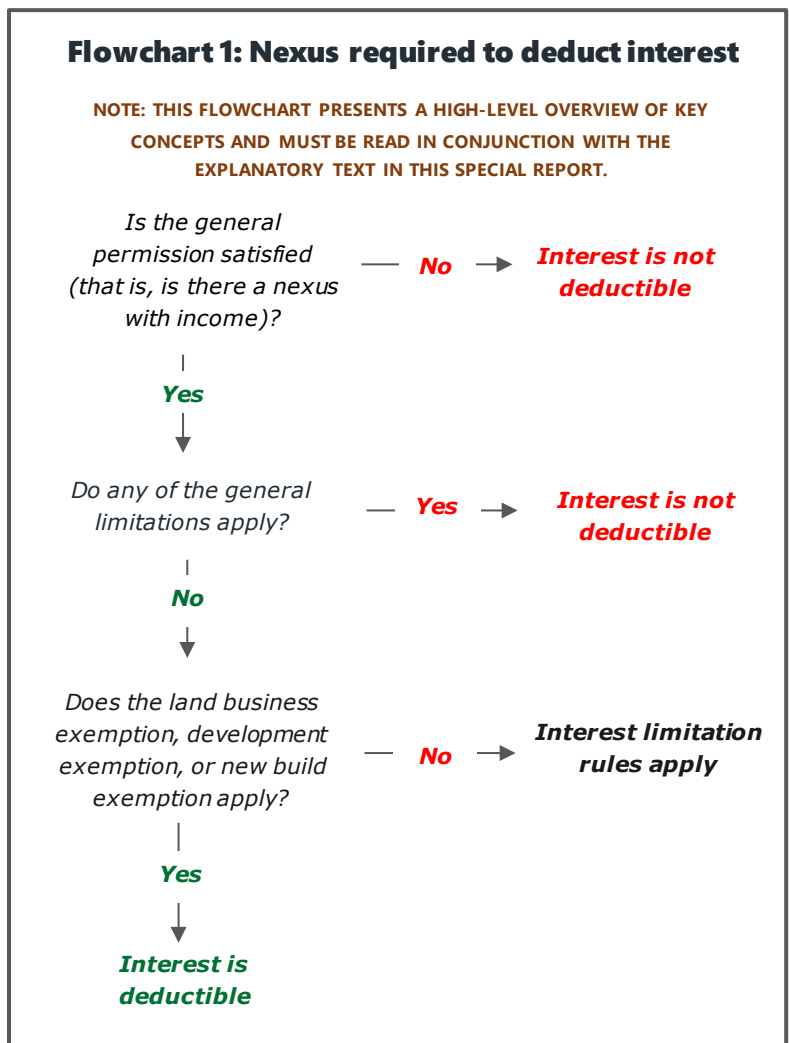 Flowchart 1: Nexus required to deduct interest
NOTE: THIS FLOWCHART PRESENTS A HIGH-LEVEL OVERVIEW OF KEY
CONCEPTS AND MUST BE READ IN CONJUNCTION WITH THE
EXPLANATORY TEXT IN THIS SPECIAL REPORT.
Is the general
permission satisfied
(that is, is there a nexus
with income)?
No
Interest is not
deductible
Yes
Do any of the general
limitations apply?
Yes
Interest is not
deductible
No
Does the land business
exemption, development
exemption, or new build
exemption apply?
No
Interest limitation
rules apply
Yes
Interest is
deductible